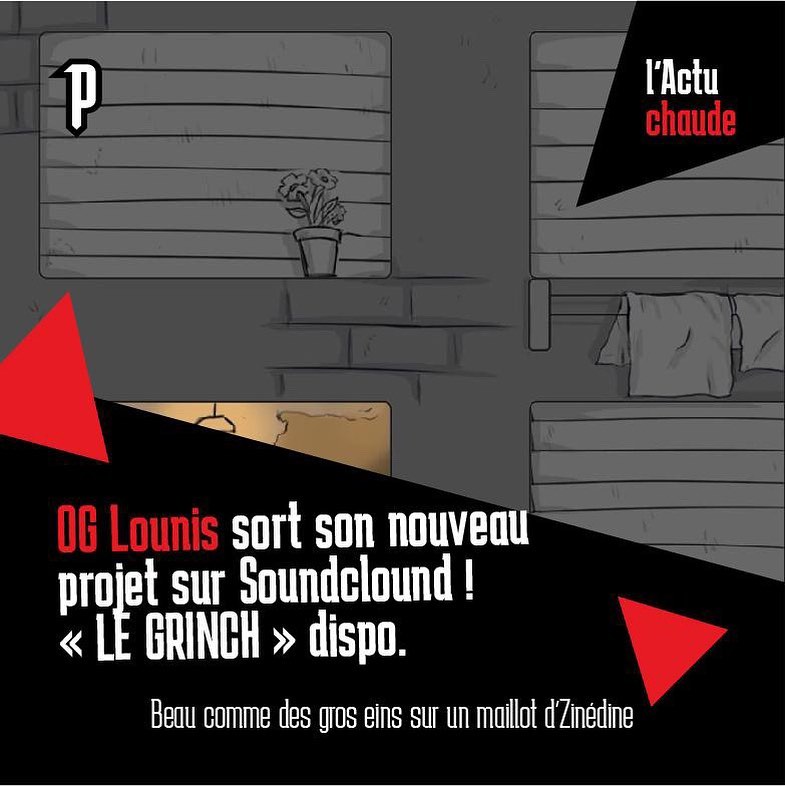 P
l'Actu
chaude
OG Lounis sort son nouveau
projet sur Soundclound !
« LE GRINCH » dispo.
Beau comme des gros eins sur un maillot d'Zinédine